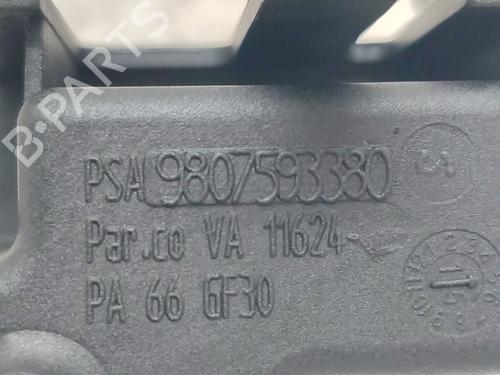 B-PARTS
PSA 9807593380
Par.co VA 11624-
PA 66 GF30